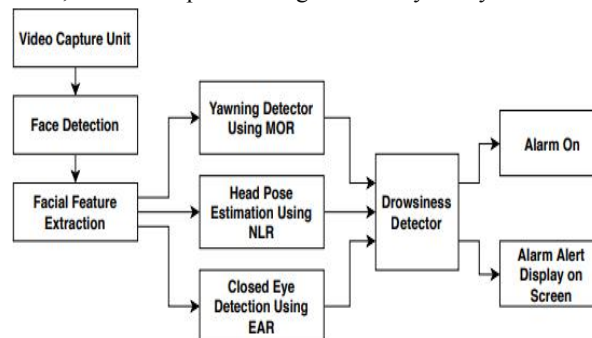 Video Capture Unit
Face Detection
Facial Feature
Extraction
Yawning Detector
Using MOR
Head Pose
Estimation Using
NLR
Closed Eye
Detection Using
EAR
Drowsiness
Detector
Alarm On
Alarm Alert
Display on
Screen